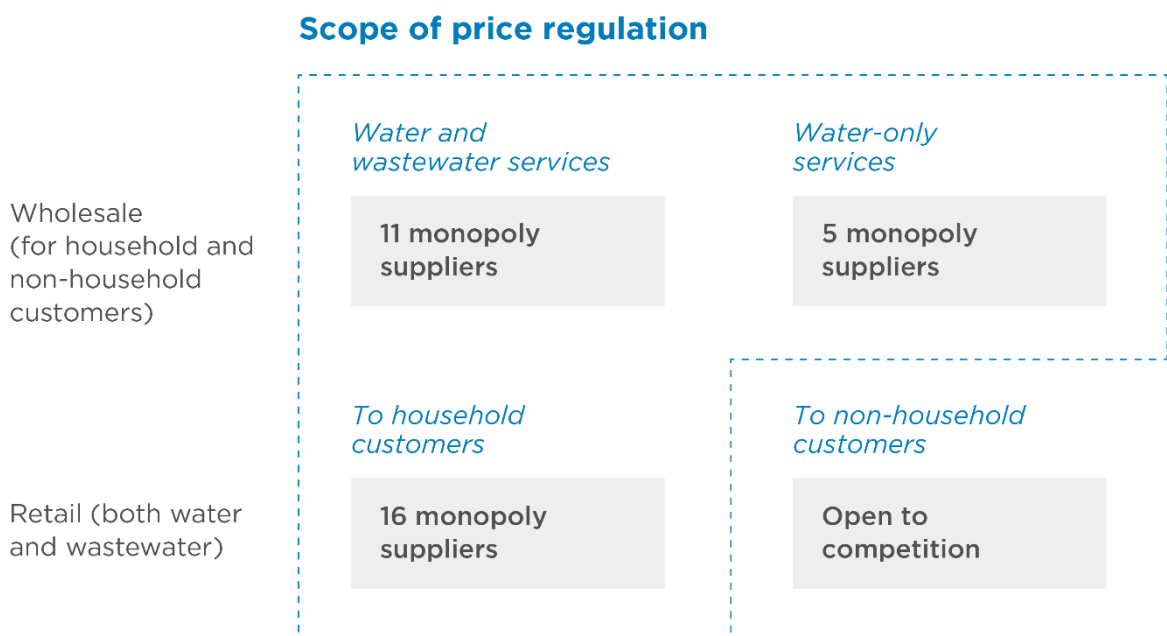 Scope of price regulation
Water and
wastewater services
Water-only
services
Wholesale
(for household and
non-household
customers)
11 monopoly
suppliers
5 monopoly
suppliers
To household
customers
To non-household
customers
Retail (both water
and wastewater)
16 monopoly
suppliers
Open to
competition